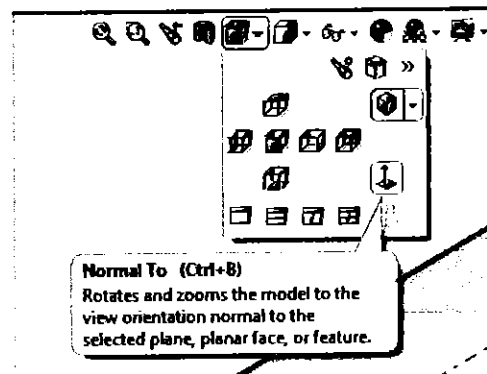 »
Normal To (Ctrl+B)
Rotates and zooms the model to the
view orientation normal to the
selected plane, planar face, or feature.